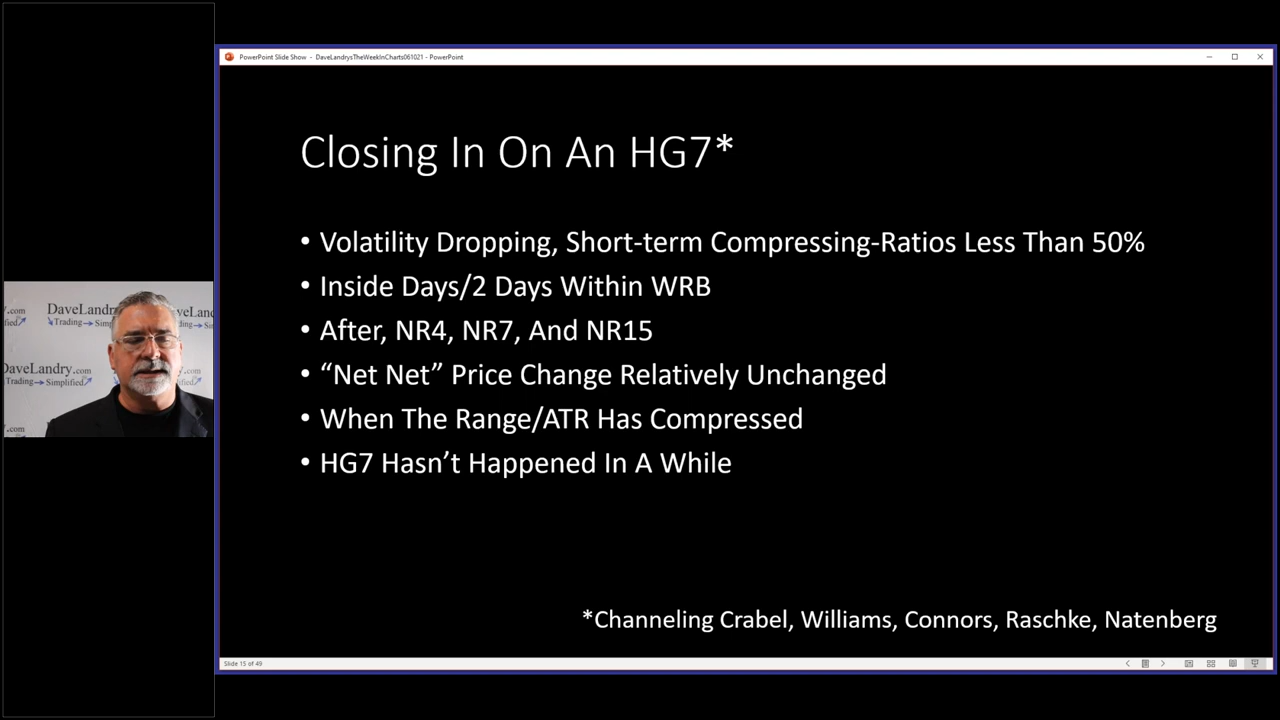 PowerPoint Slide Show - DaveLandrysTheWeekInCharts061021 - PowerPoint
Closing In On An HG7*
• Volatility Dropping, Short-term Compressing-Ratios Less Than 50%
• Inside Days/2 Days Within WRB
• After, NR4, NR7, And NR15
• “Net Net” Price Change Relatively Unchanged
• When The Range/ATR Has Compressed
• HG7 Hasn’t Happened In A While
*Channeling Crabel, Williams, Connors, Raschke, Natenberg
Slide 15 of 49
.com
DaveLandry
Trading
DaveLandry.com
Trading Simplified